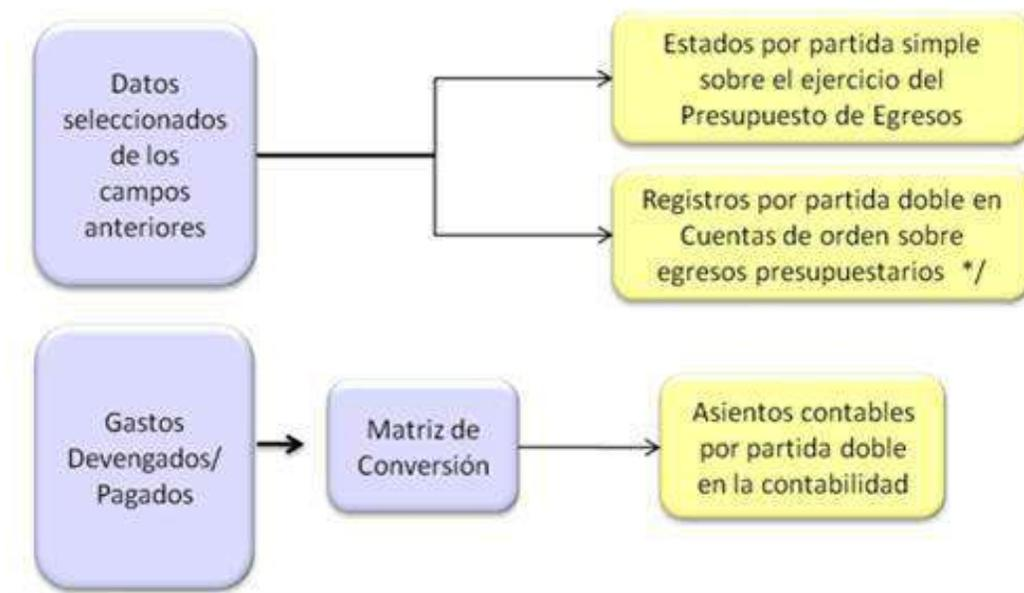 Datos
seleccionados
de los
campos
anteriores
Estados por partida simple
sobre el ejercicio del
Presupuesto de Egresos
Registros por partida doble en
Cuentas de orden sobre
egresos presupuestarios */
Gastos
Devengados/
Pagados
Matriz de
Conversión
Asientos contables
por partida doble
en la contabilidad